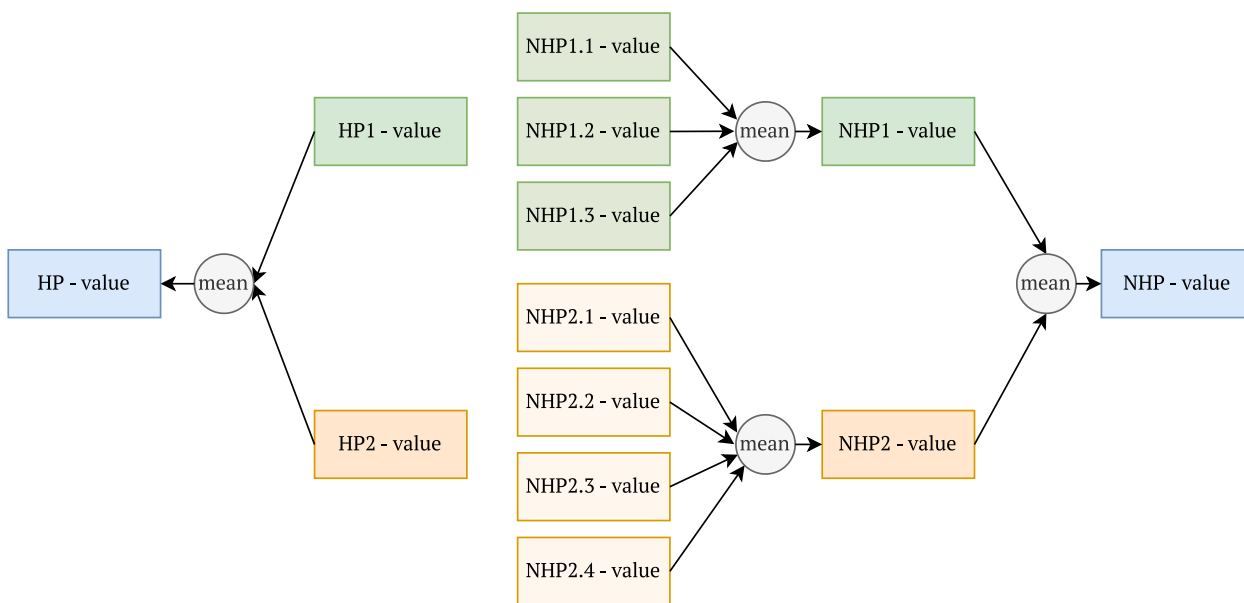 NHP1.1 - value
HP1 - value
NHP1.2 - value
mean
NHP1 - value
NHP1.3 - value
HP - value
mean
mean
NHP - value
NHP2.1 - value
NHP2.2 - value
HP2 - value
mean
NHP2 - value
NHP2.3 - value
NHP2.4 - value